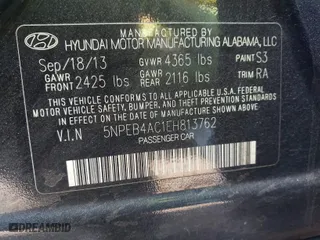 MFD. BY
HYUNDAI MOTOR MANUFACTURING ALABAMA, LLC
Sep/18/13 GVWR 4365 lbs PAINT S3
GAWR FRONT 2425 lbs GAWR REAR 2116 lbs TRIM RA
THIS VEHICLE CONFORMS TO ALL APPLICABLE
FEDERAL MOTOR VEHICLE SAFETY, BUMPER,
AND THEFT PREVENTION STANDARDS IN EFFECT
ON THE DATE OF MANUFACTURE SHOWN ABOVE.
V.I.N 5NPEB4AC1EH813762
PASSENGER CAR
DREAMBID